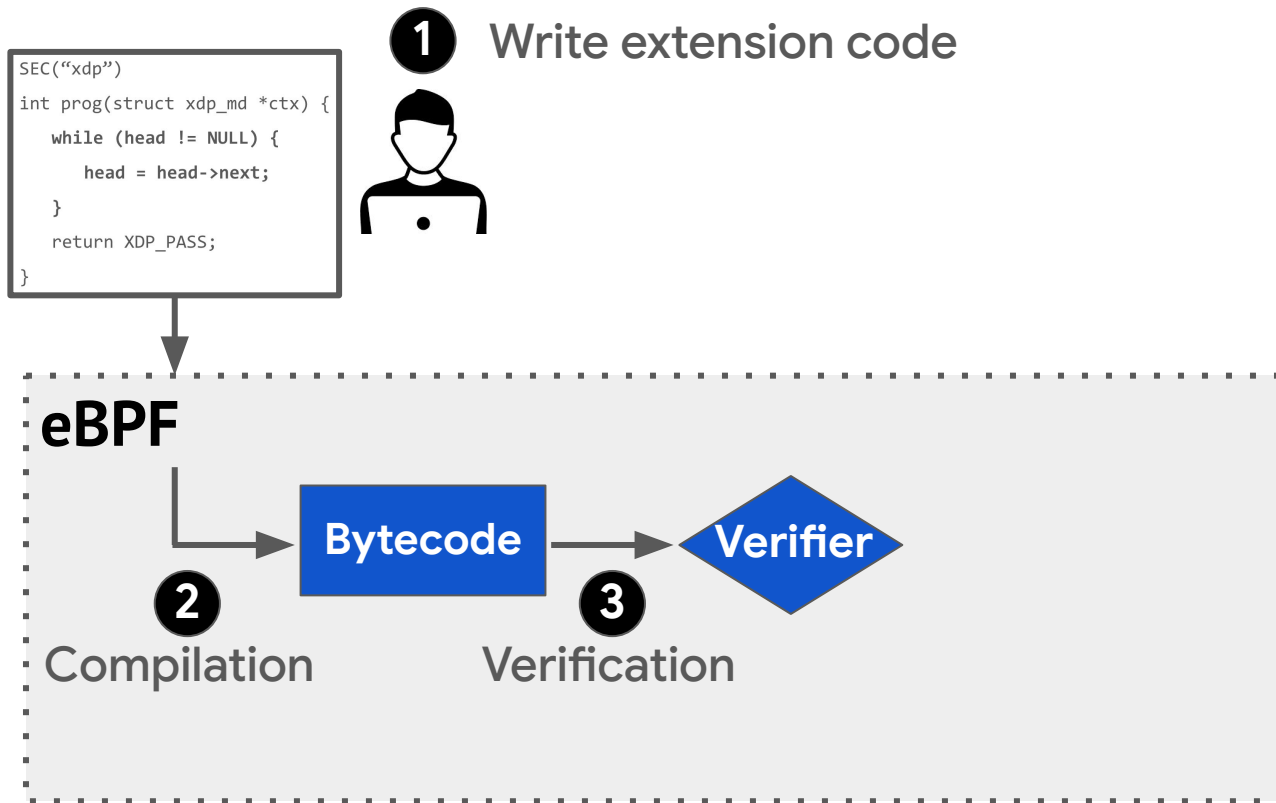 1 Write extension code
SEC(“xdp”)
int prog(struct xdp_md *ctx) {
while (head != NULL) {
head = head->next;
}
return XDP_PASS;
}
eBPF
Bytecode
Verifier
2
Compilation
3
Verification